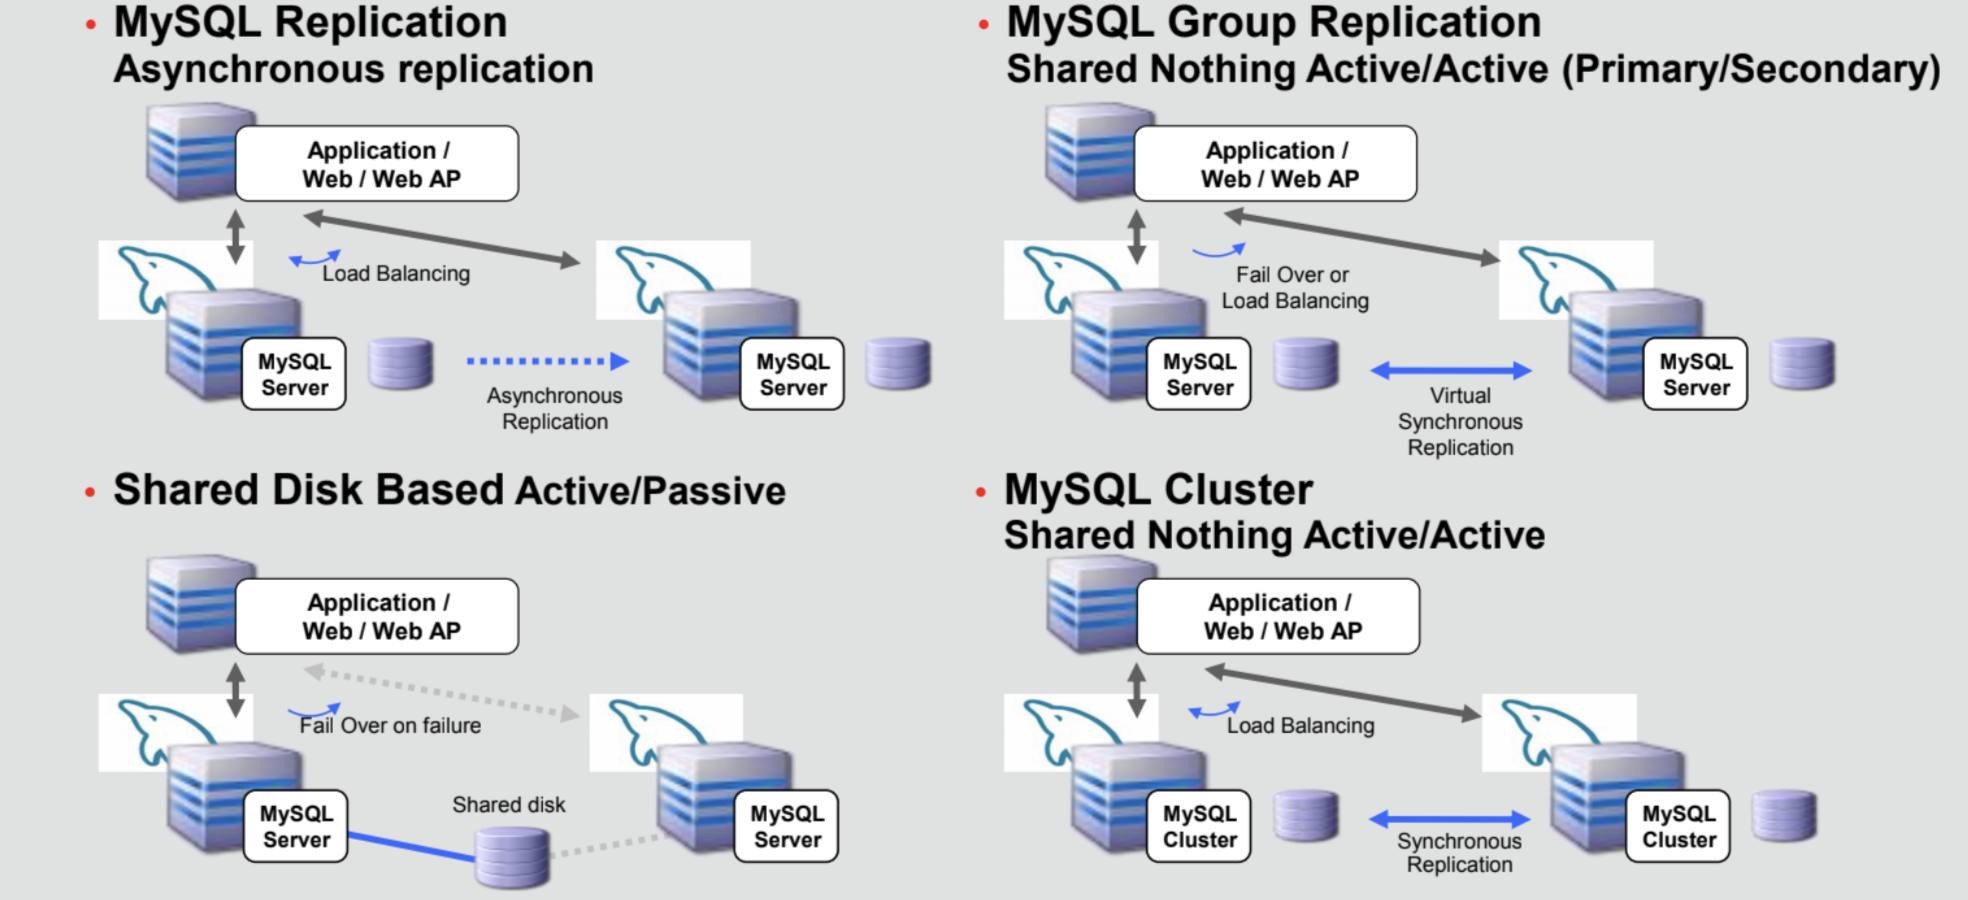 • MySQL Replication
Asynchronous replication
Application /
Web / Web AP
Load Balancing
MySQL
Server
Asynchronous
Replication
MySQL
Server
• MySQL Group Replication
Shared Nothing Active/Active (Primary/Secondary)
Application /
Web / Web AP
Fail Over or
Load Balancing
MySQL
Server
Virtual
Synchronous
Replication
MySQL
Server
• Shared Disk Based Active/Passive
Application /
Web / Web AP
Fail Over on failure
MySQL
Server
Shared disk
MySQL
Server
• MySQL Cluster
Shared Nothing Active/Active
Application /
Web / Web AP
Load Balancing
MySQL
Cluster
Synchronous
Replication
MySQL
Cluster